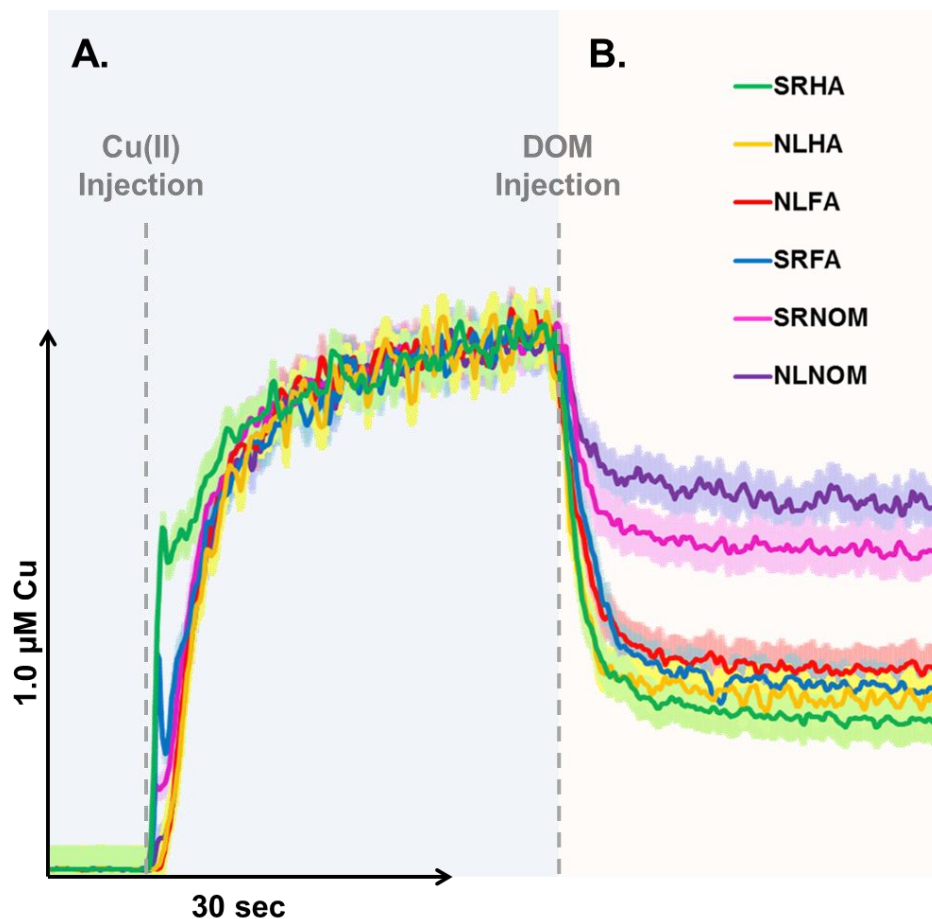 A.
B.
Cu(II)
Injection
DOM
Injection
SRHA
NLHA
NLFA
SRFA
SRNOM
NLNOM
1.0 µM Cu
30 sec